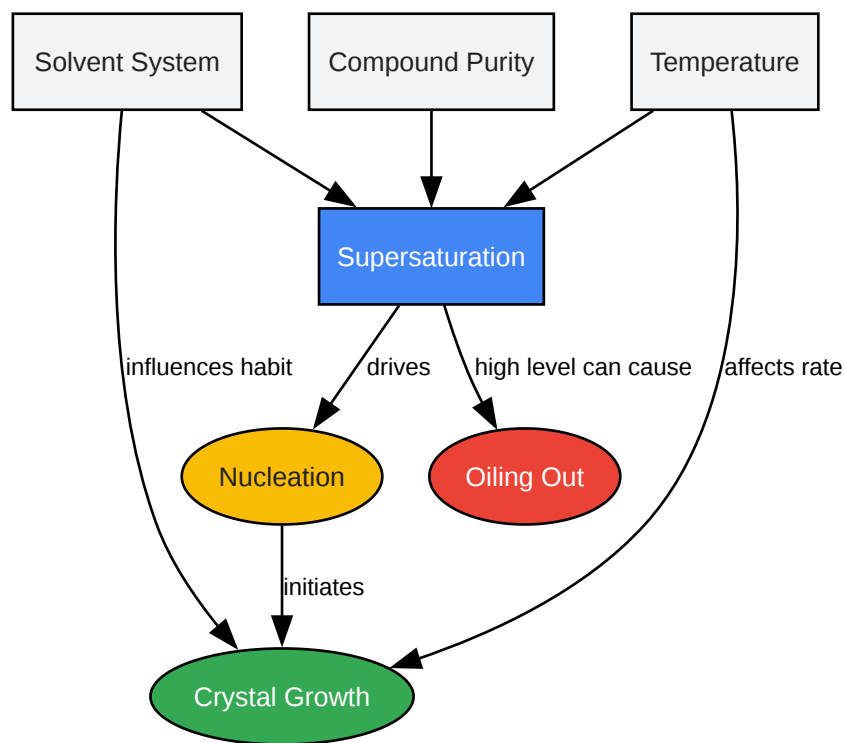 Solvent System
Compound Purity
Temperature
Supersaturation
influences habit
drives
high level can cause
affects rate
Nucleation
Oiling Out
initiates
Crystal Growth